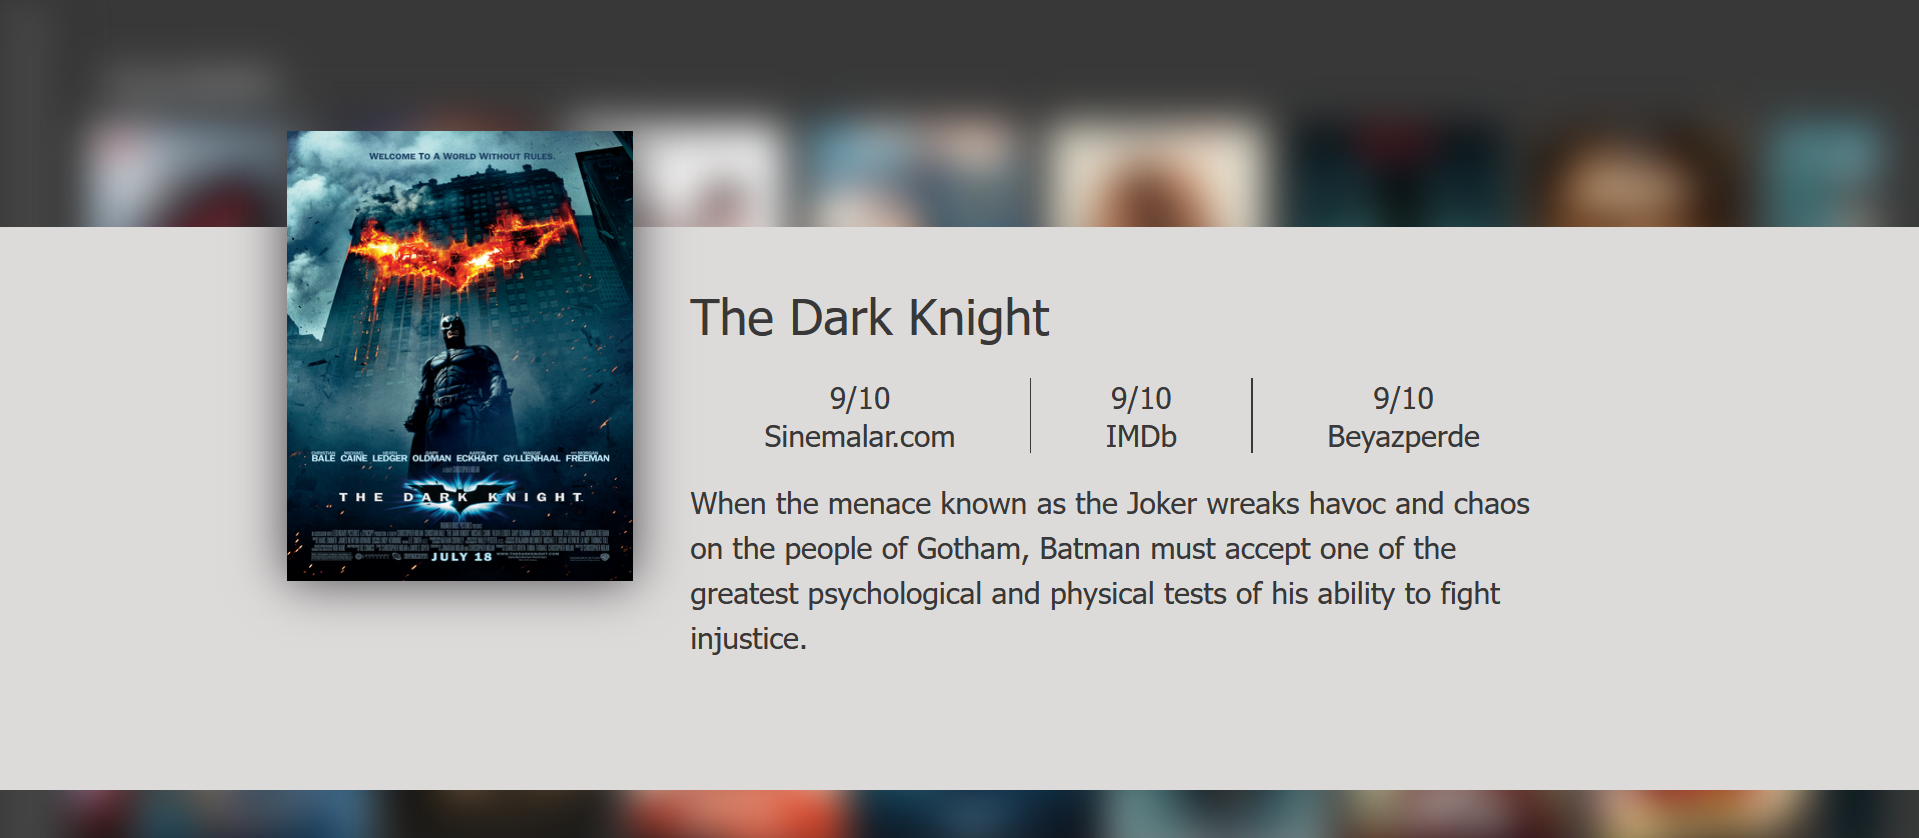 WELCOME TO A WORLD WITHOUT RULES.
The Dark Knight
9/10
Sinemalar.com
9/10
IMDb
9/10
Beyazperde
When the menace known as the Joker wreaks havoc and chaos
on the people of Gotham, Batman must accept one of the
greatest psychological and physical tests of his ability to fight
injustice.
BALE CAINE LEDGER OLDMAN ECKHART GYLLENHAAL FREEMAN
THE DARK KNIGHT
JULY 18